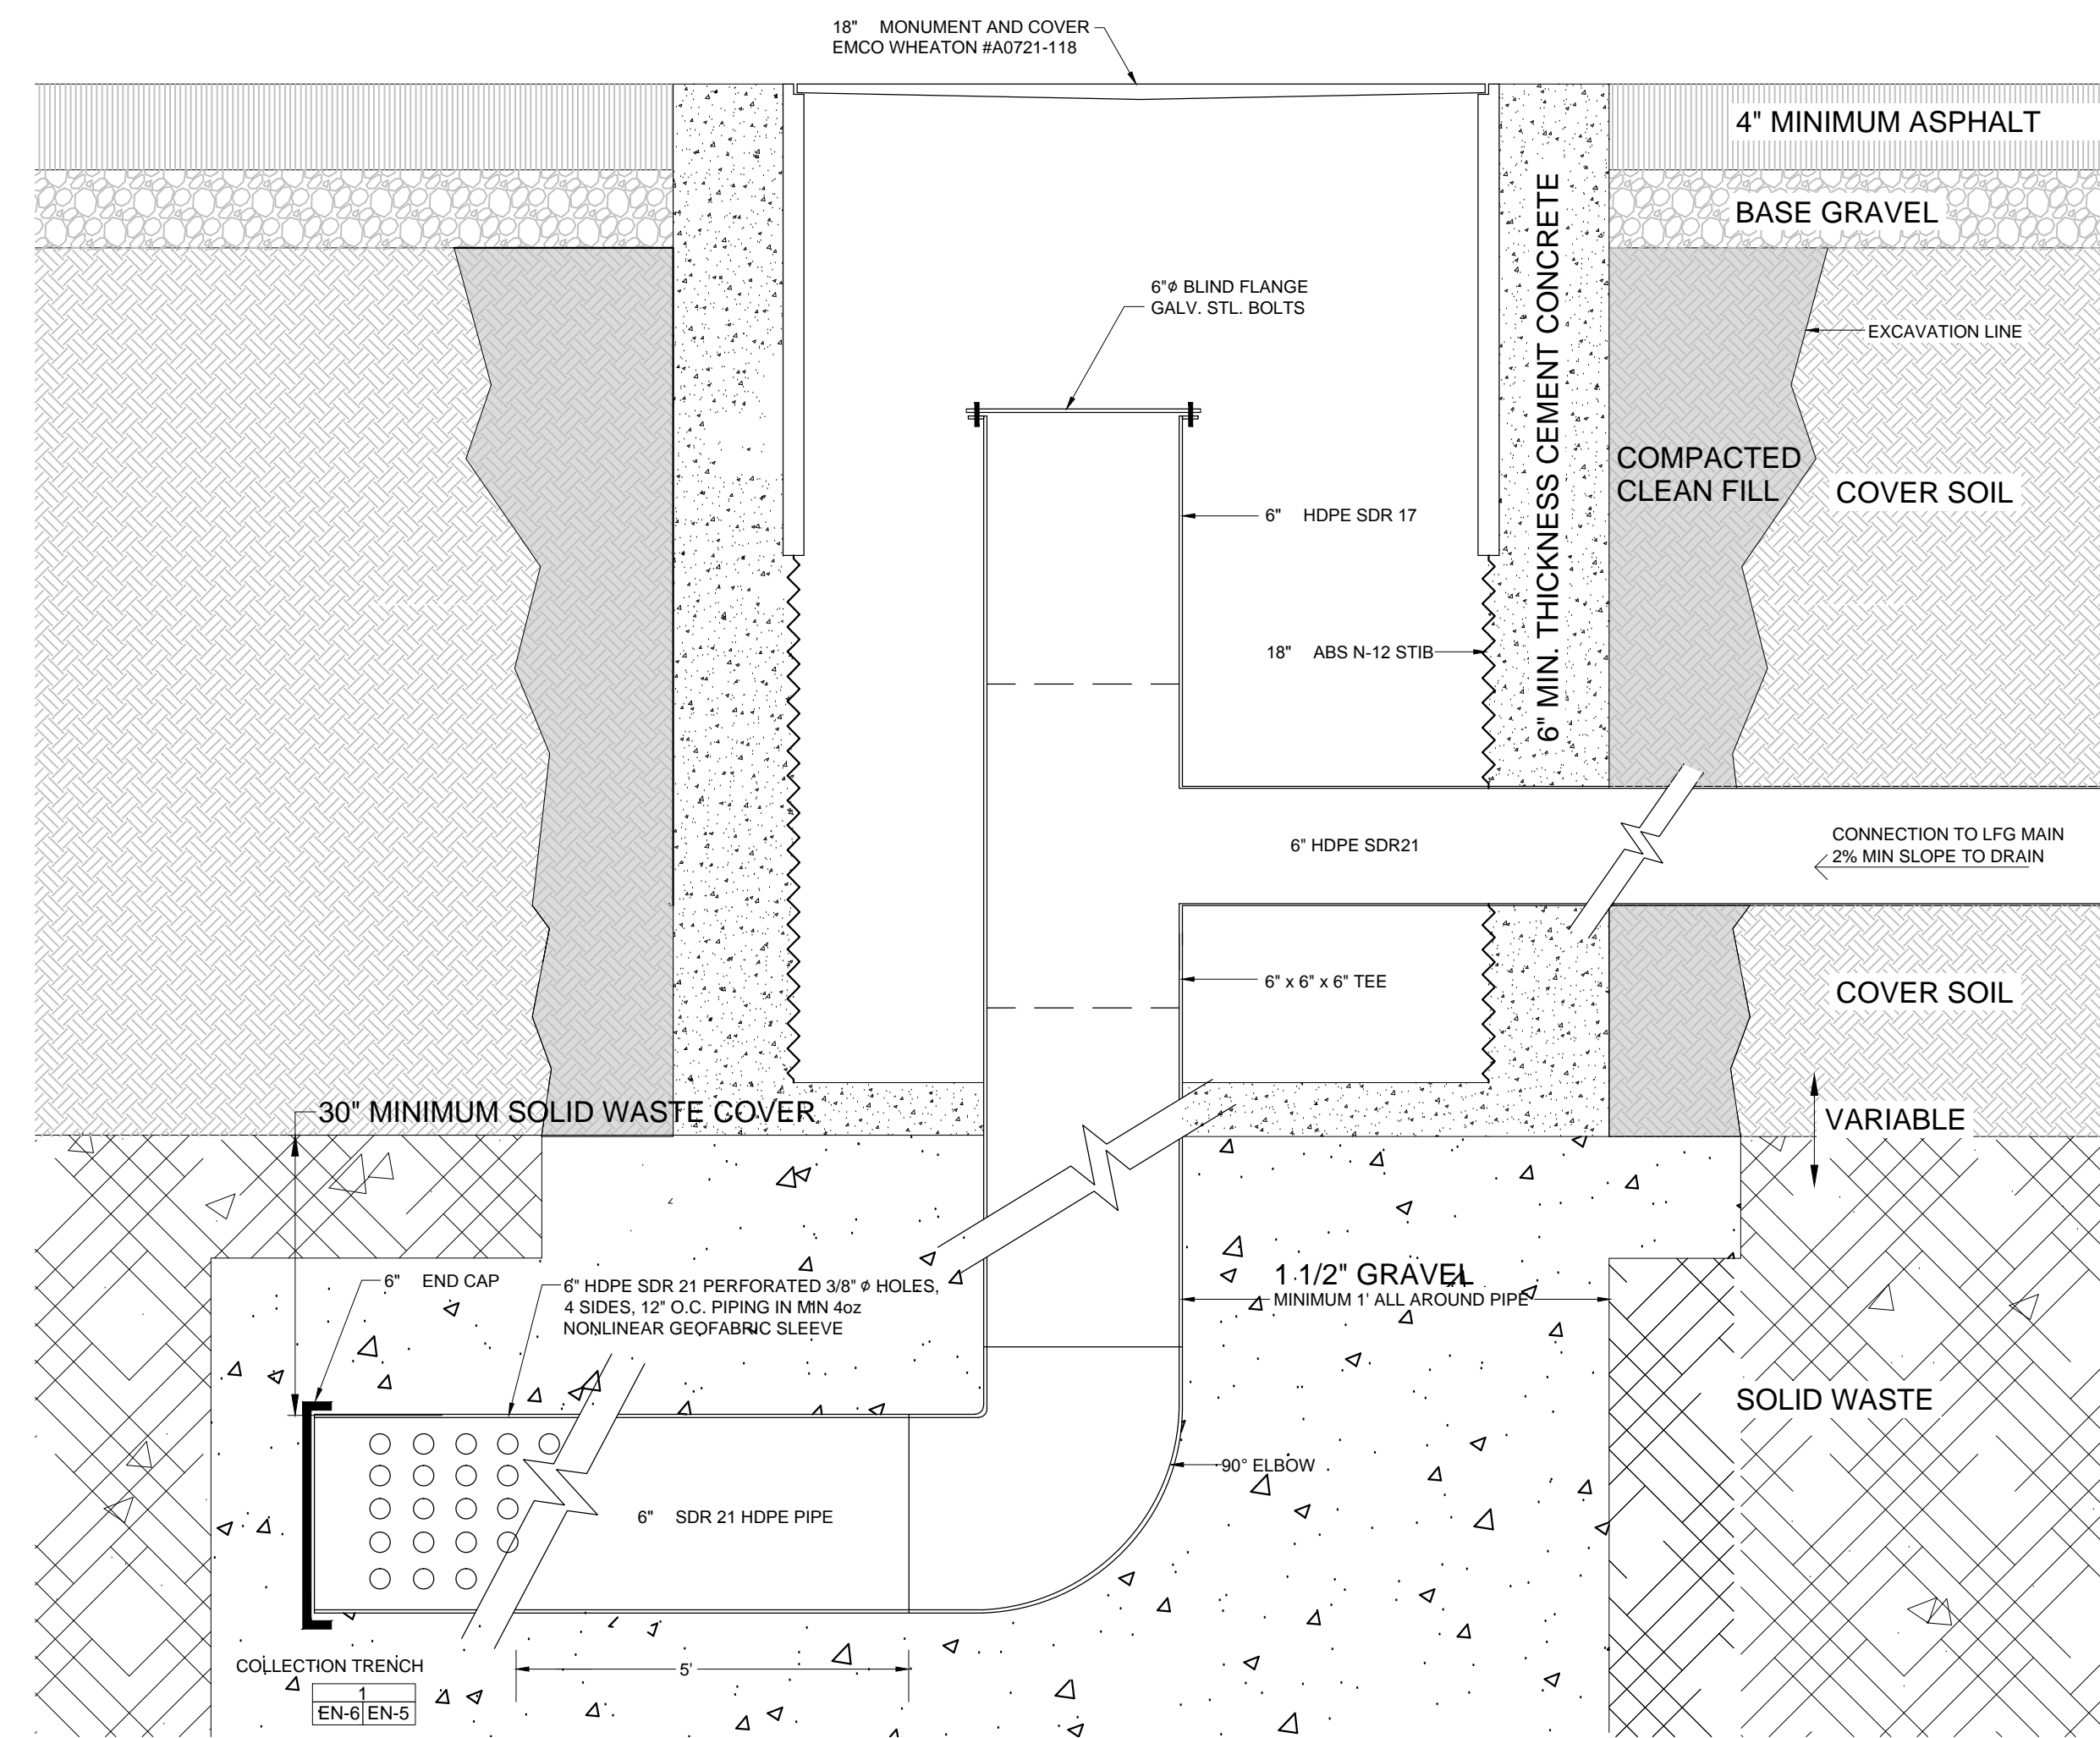 18" MONUMENT AND COVER
EMCO WHEATON #A0721-118
4" MINIMUM ASPHALT
BASE GRAVEL
6"⌀ BLIND FLANGE
GALV. STL. BOLTS
EXCAVATION LINE
6" MIN. THICKNESS CEMENT CONCRETE
COMPACTED
CLEAN FILL
COVER SOIL
6" HDPE SDR 17
18" ABS N-12 STIB
6" HDPE SDR21
CONNECTION TO LFG MAIN
2% MIN SLOPE TO DRAIN
6" x 6" x 6" TEE
COVER SOIL
30" MINIMUM SOLID WASTE COVER
VARIABLE
6" END CAP
6" HDPE SDR 21 PERFORATED 3/8" ⌀ HOLES,
4 SIDES, 12" O.C. PIPING IN MIN 4oz
NONLINEAR GEOFABRIC SLEEVE
1 1/2" GRAVEL
MINIMUM 1' ALL AROUND PIPE
SOLID WASTE
90° ELBOW
6" SDR 21 HDPE PIPE
COLLECTION TRENCH
5'
1
EN-6 EN-5